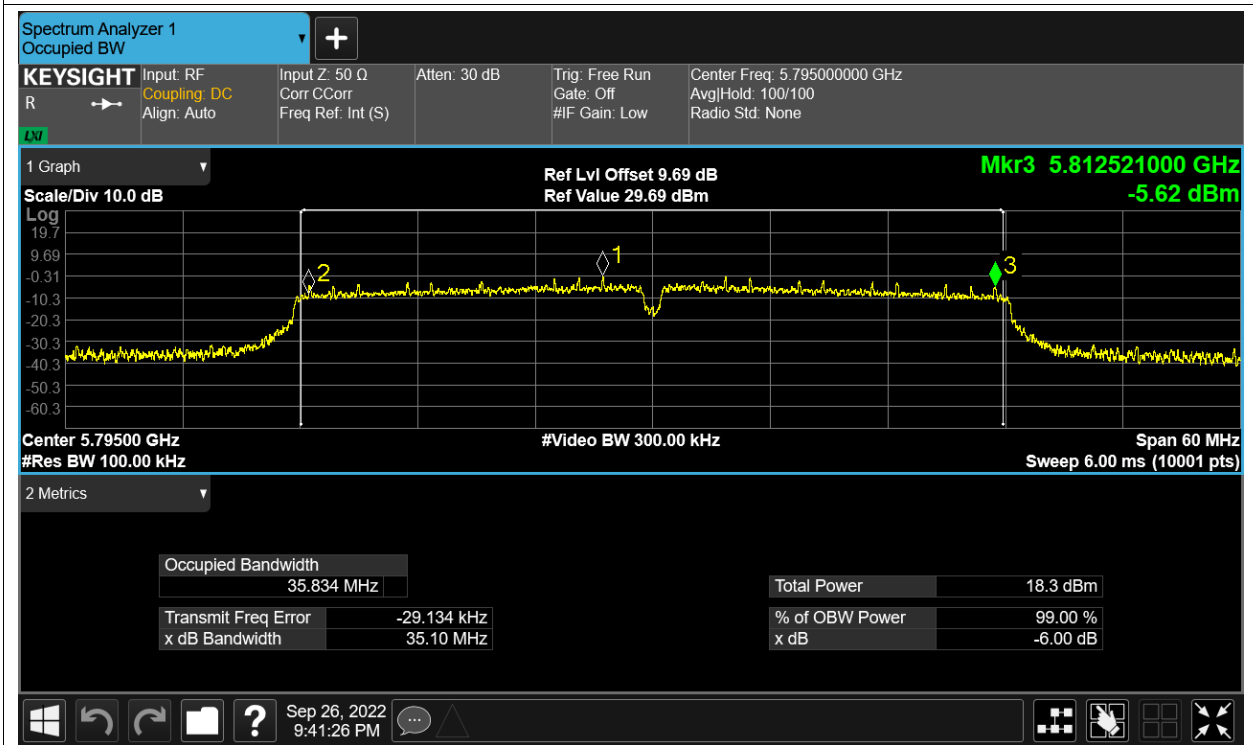 Spectrum Analyzer 1
Occupied BW
KEYSIGHT
R
LXI
Input: RF
Coupling: DC
Align: Auto
Input Z: 50 Ω
Corr CCorr
Freq Ref: Int (S)
Atten: 30 dB
Trig: Free Run
Gate: Off
#IF Gain: Low
Center Freq: 5.795000000 GHz
Avg|Hold: 100/100
Radio Std: None
1 Graph
Scale/Div 10.0 dB
Ref Lvl Offset 9.69 dB
Ref Value 29.69 dBm
Mkr3 5.812521000 GHz
-5.62 dBm
Log
19.7
9.69
-0.31
-10.3
-20.3
-30.3
-40.3
-50.3
-60.3
2
1
3
Center 5.79500 GHz
#Res BW 100.00 kHz
#Video BW 300.00 kHz
Span 60 MHz
Sweep 6.00 ms (10001 pts)
2 Metrics
Occupied Bandwidth
35.834 MHz
Transmit Freq Error -29.134 kHz
x dB Bandwidth 35.10 MHz
Total Power 18.3 dBm
% of OBW Power 99.00 %
x dB -6.00 dB
?
Sep 26, 2022
9:41:26 PM